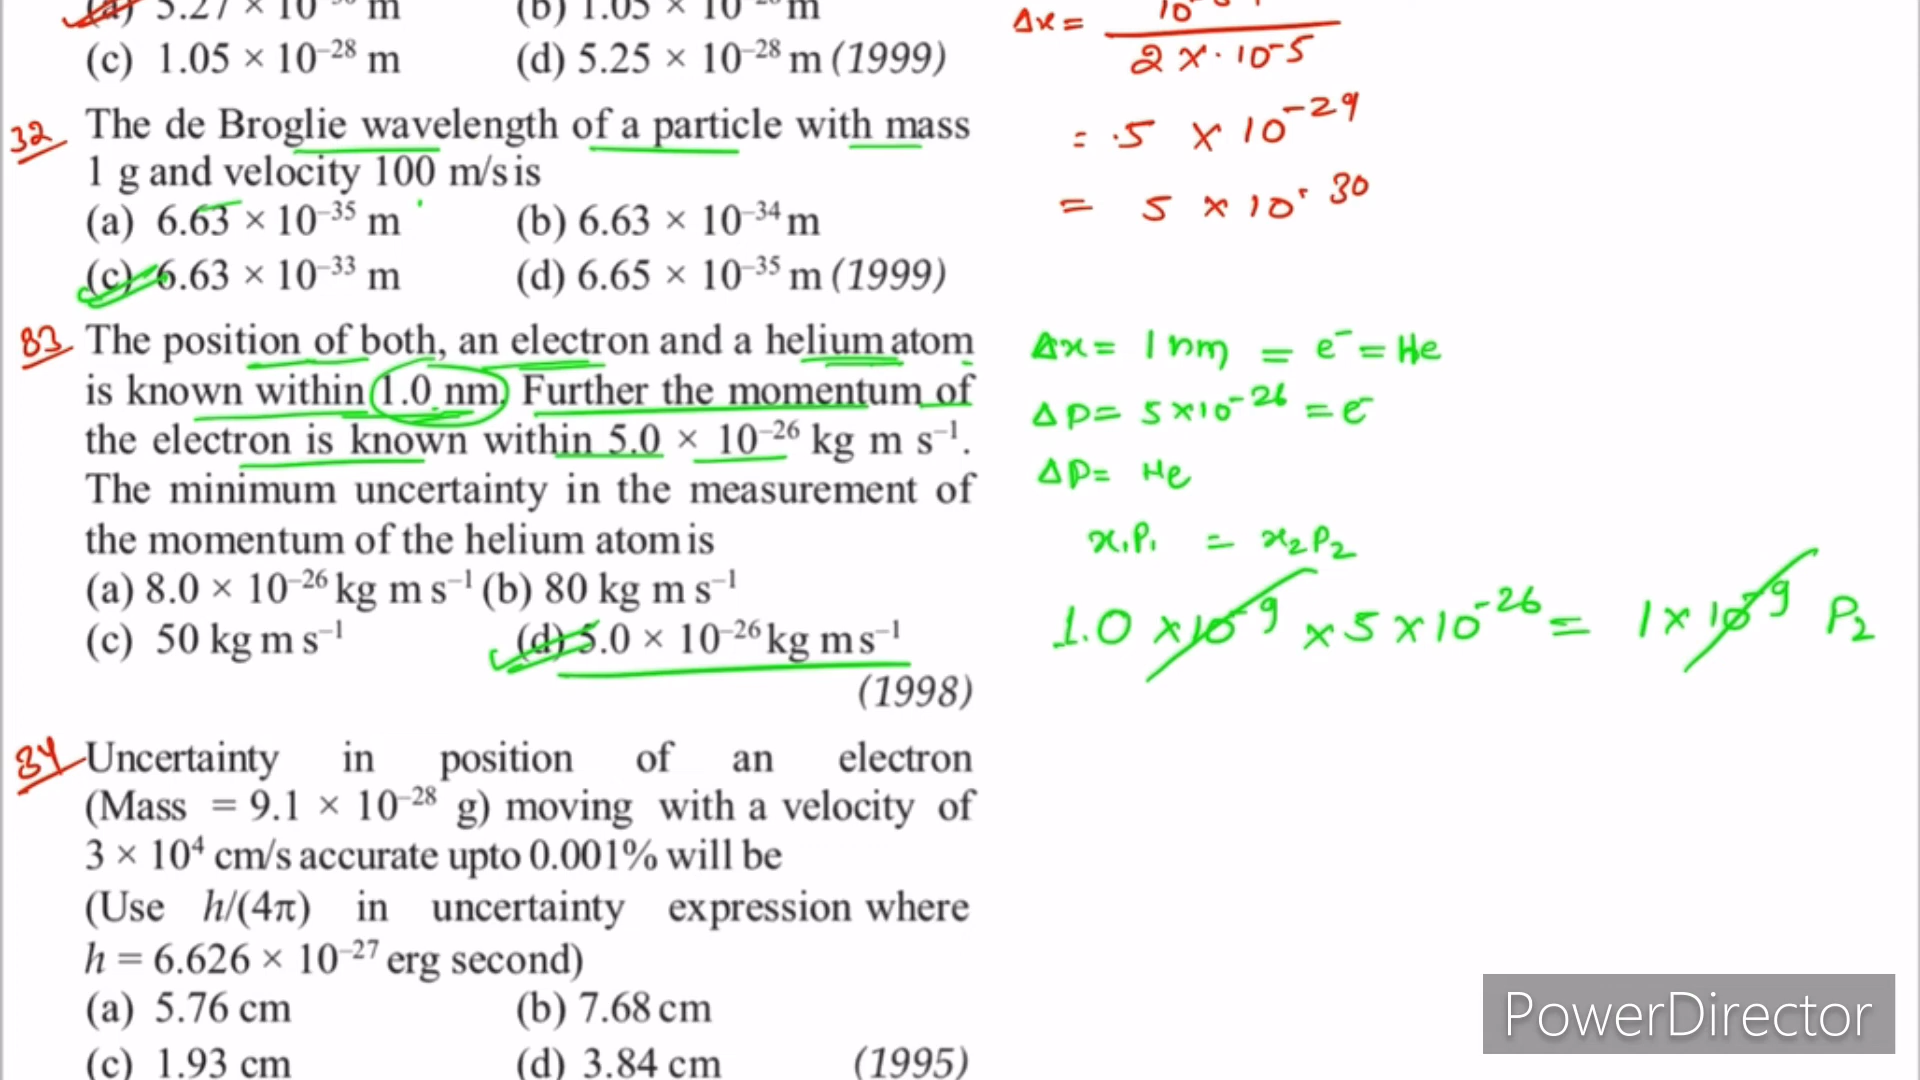 (a) 5.27 × 10⁻³⁰ m (b) 1.05 × 10⁻²⁶ m
(c) 1.05 × 10⁻²⁸ m (d) 5.25 × 10⁻²⁸ m (1999)
32 The de Broglie wavelength of a particle with mass
1 g and velocity 100 m/s is
(a) 6.63 × 10⁻³⁵ m (b) 6.63 × 10⁻³⁴ m
(c) 6.63 × 10⁻³³ m (d) 6.65 × 10⁻³⁵ m (1999)
83 The position of both, an electron and a helium atom
is known within 1.0 nm. Further the momentum of
the electron is known within 5.0 × 10⁻²⁶ kg m s⁻¹.
The minimum uncertainty in the measurement of
the momentum of the helium atom is
(a) 8.0 × 10⁻²⁶ kg m s⁻¹ (b) 80 kg m s⁻¹
(c) 50 kg m s⁻¹ (d) 5.0 × 10⁻²⁶ kg m s⁻¹
(1998)
84 Uncertainty in position of an electron
(Mass = 9.1 × 10⁻²⁸ g) moving with a velocity of
3 × 10⁴ cm/s accurate upto 0.001% will be
(Use h/(4π) in uncertainty expression where
h = 6.626 × 10⁻²⁷ erg second)
(a) 5.76 cm (b) 7.68 cm
(c) 1.93 cm (d) 3.84 cm (1995)
Δx =
2 × 10⁻⁵
= .5 × 10⁻²⁹
= 5 × 10⁻³⁰
Δx = 1 nm = e⁻ = He
Δp = 5×10⁻²⁶ = e⁻
Δp = He
x₁P₁ = x₂P₂
1.0 ×10⁻⁹ × 5 × 10⁻²⁶ = 1 × 10⁻⁹ P₂
PowerDirector